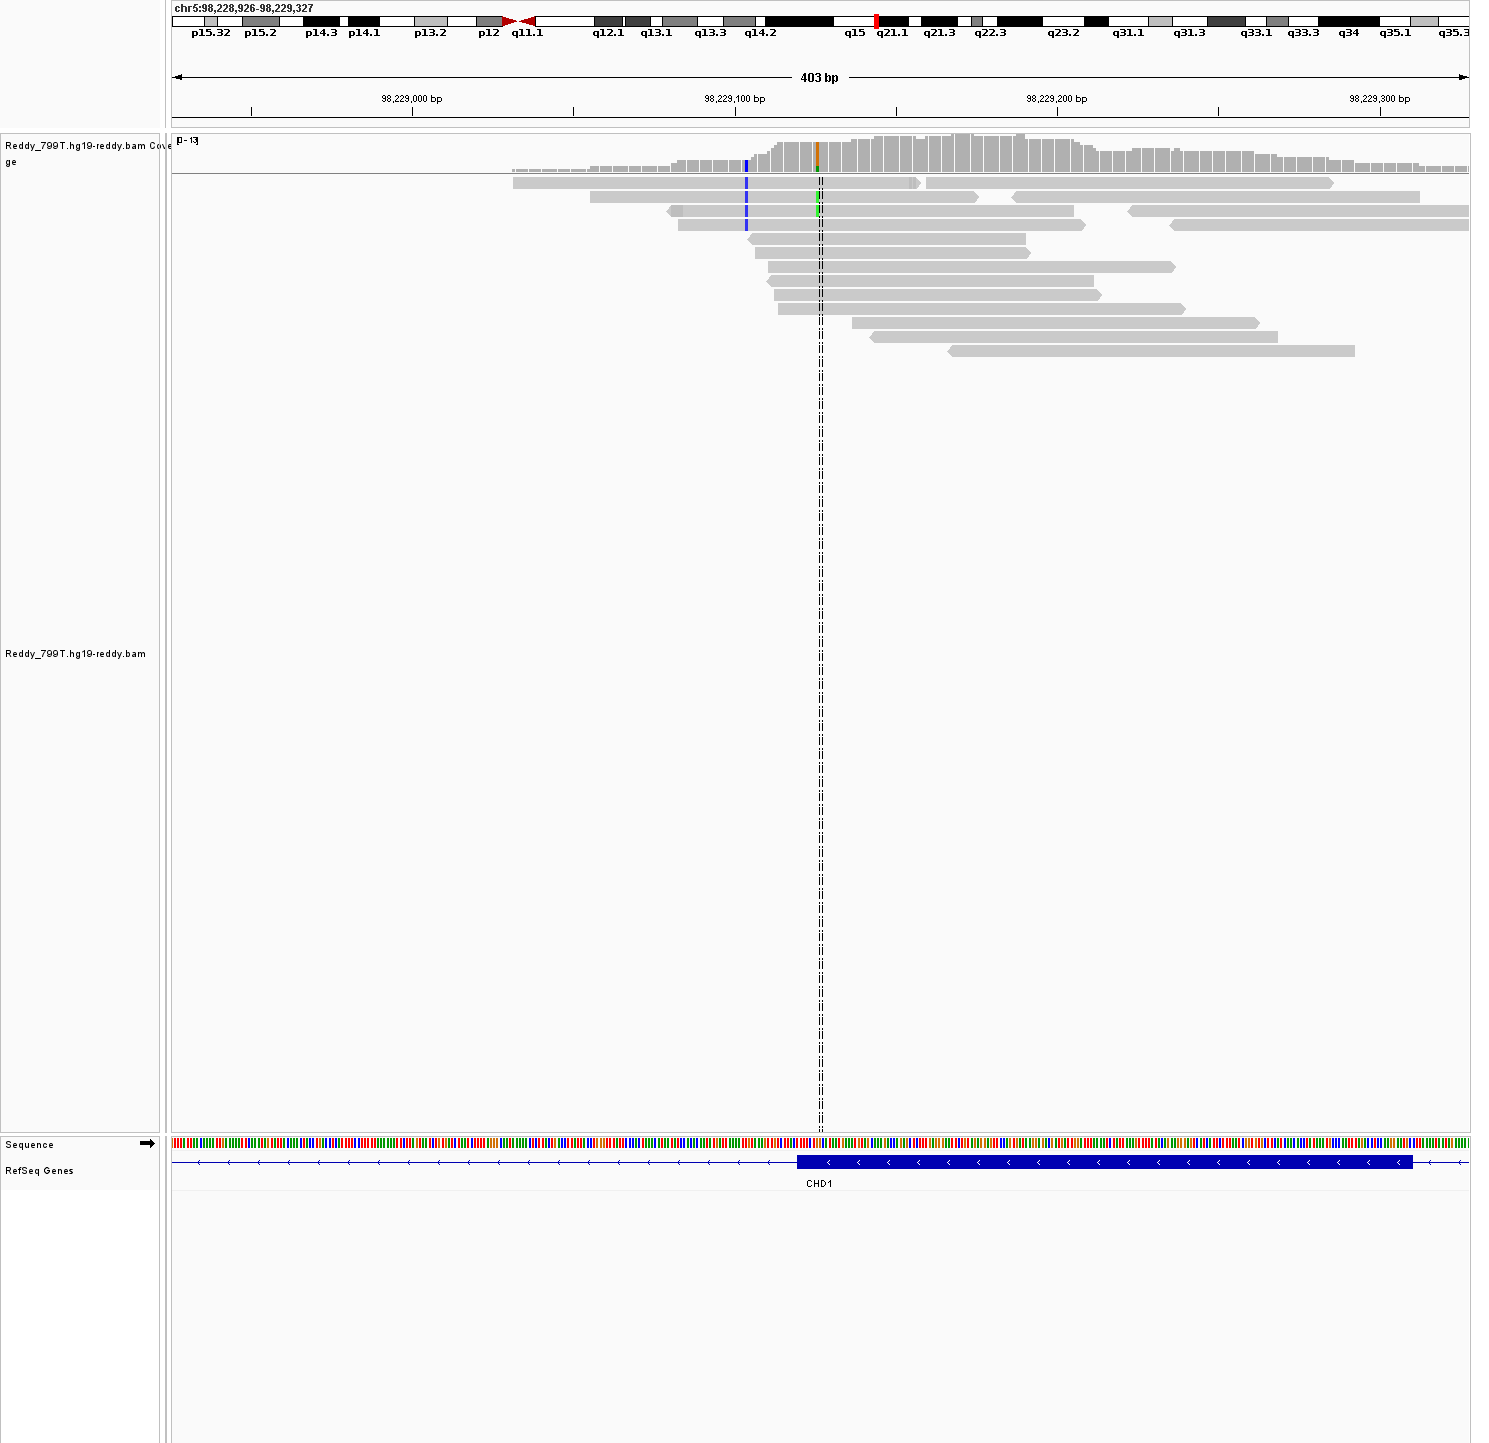 chr5:98,228,926-98,229,327
p15.32 p15.2 p14.3 p14.1 p13.2 p12 q11.1 q12.1 q13.1 q13.3 q14.2 q15 q21.1 q21.3 q22.3 q23.2 q31.1 q31.3 q33.1 q33.3 q34 q35.1 q35.3
403 bp
98,229,000 bp 98,229,100 bp 98,229,200 bp 98,229,300 bp
Reddy_799T.hg19-reddy.bam Cove
ge
[0 - 13]
Reddy_799T.hg19-reddy.bam
Sequence
RefSeq Genes
CHD1